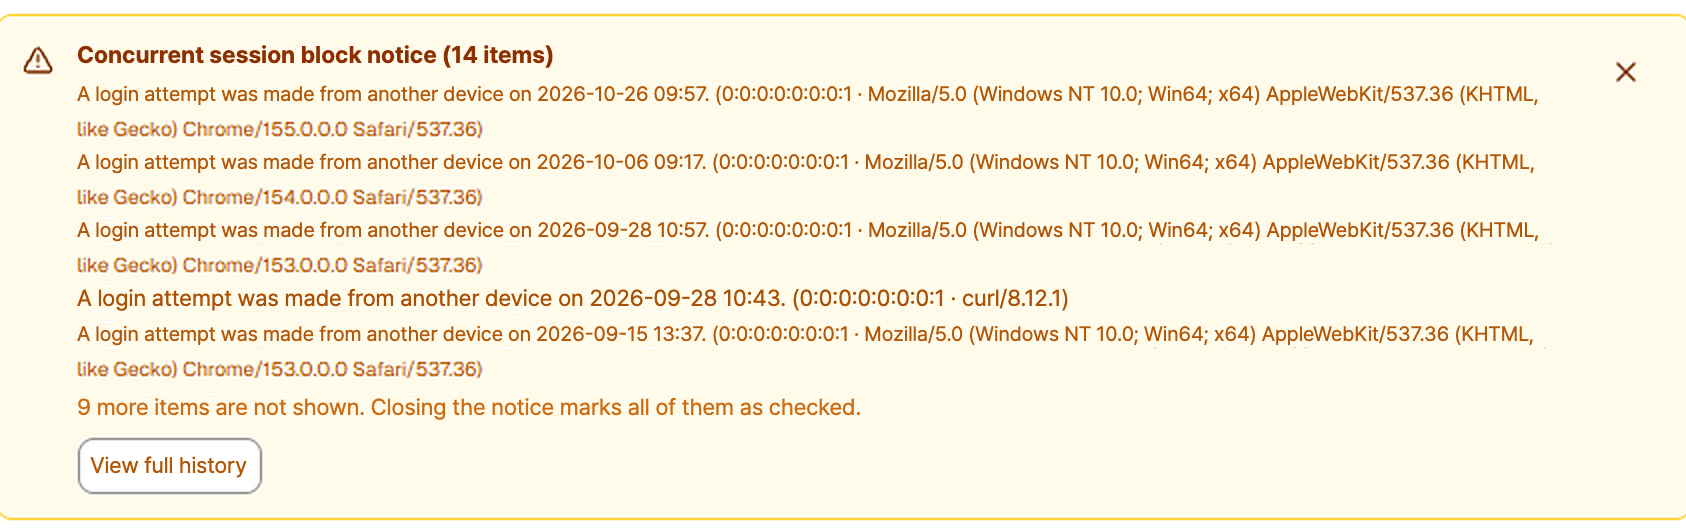 Concurrent session block notice (14 items)
A login attempt was made from another device on 2026-10-26 09:57. (0:0:0:0:0:0:0:1 · Mozilla/5.0 (Windows NT 10.0; Win64; x64) AppleWebKit/537.36 (KHTML,
like Gecko) Chrome/155.0.0.0 Safari/537.36)
A login attempt was made from another device on 2026-10-06 09:17. (0:0:0:0:0:0:0:1 · Mozilla/5.0 (Windows NT 10.0; Win64; x64) AppleWebKit/537.36 (KHTML,
like Gecko) Chrome/154.0.0.0 Safari/537.36)
A login attempt was made from another device on 2026-09-28 10:57. (0:0:0:0:0:0:0:1 · Mozilla/5.0 (Windows NT 10.0; Win64; x64) AppleWebKit/537.36 (KHTML,
like Gecko) Chrome/153.0.0.0 Safari/537.36)
A login attempt was made from another device on 2026-09-28 10:43. (0:0:0:0:0:0:0:1 · curl/8.12.1)
A login attempt was made from another device on 2026-09-15 13:37. (0:0:0:0:0:0:0:1 · Mozilla/5.0 (Windows NT 10.0; Win64; x64) AppleWebKit/537.36 (KHTML,
like Gecko) Chrome/153.0.0.0 Safari/537.36)
9 more items are not shown. Closing the notice marks all of them as checked.
View full history